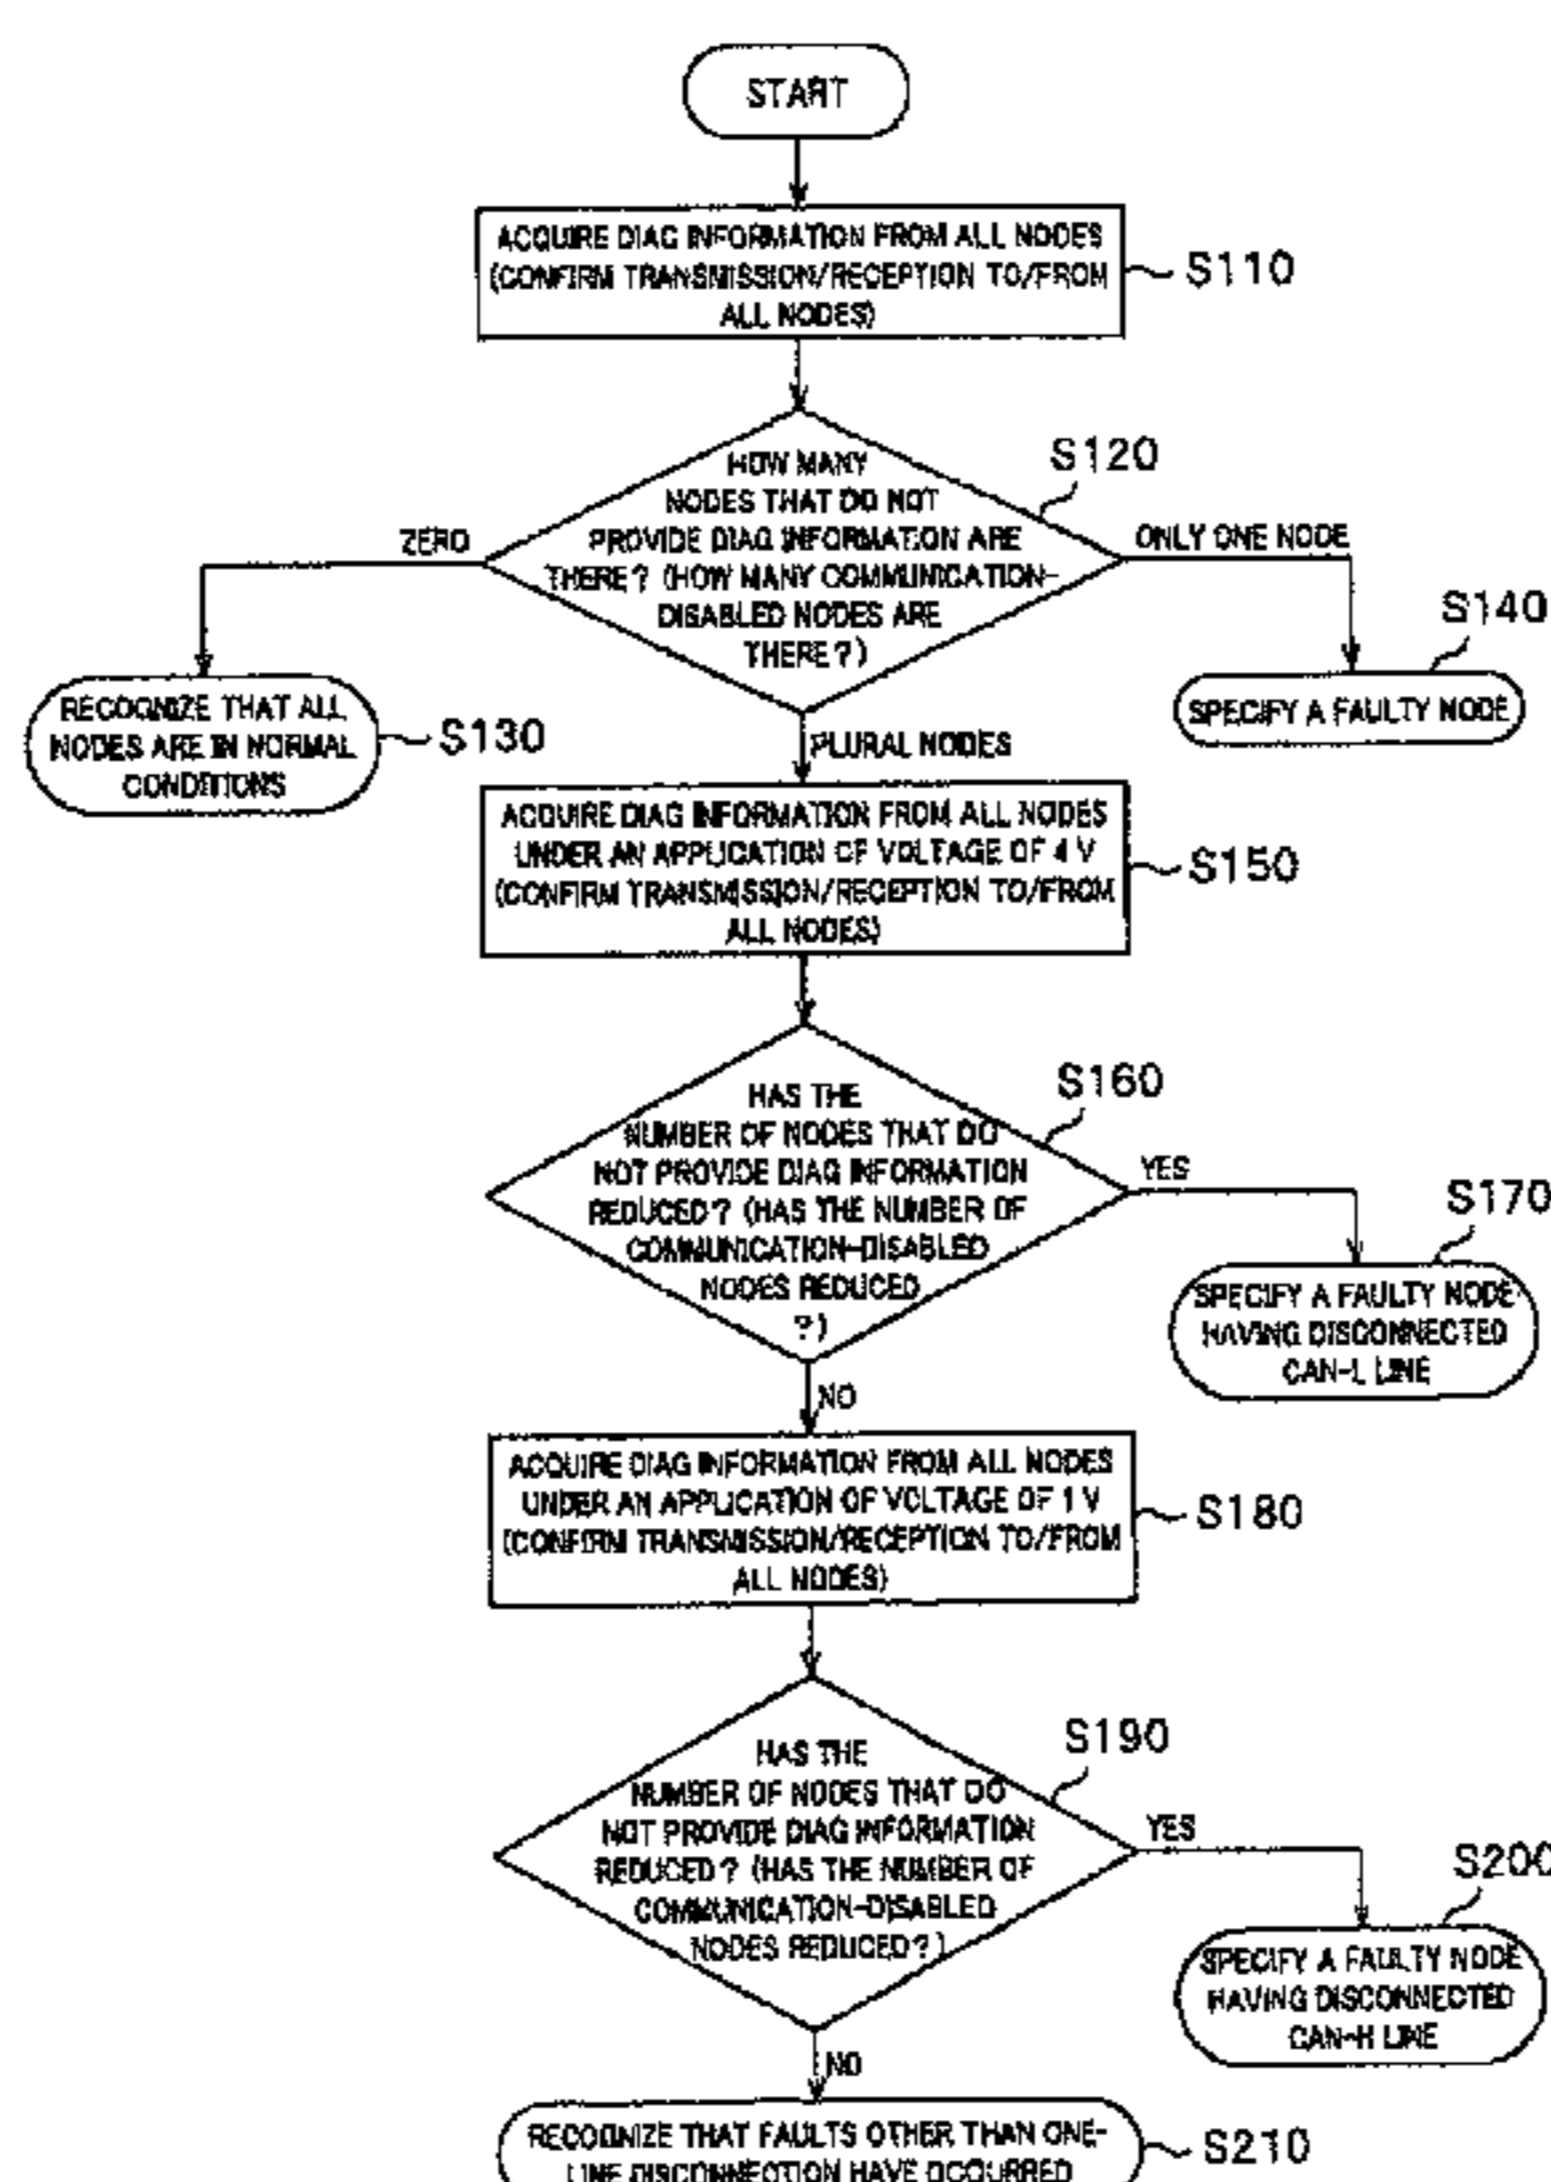 START
ACQUIRE DIAG INFORMATION FROM ALL NODES
(CONFIRM TRANSMISSION/RECEPTION TO/FROM
ALL NODES)
S110
HOW MANY
NODES THAT DO NOT
PROVIDE DIAG INFORMATION ARE
THERE? (HOW MANY COMMUNICATION-
DISABLED NODES ARE
THERE?)
S120
ZERO
ONLY ONE NODE
S140
SPECIFY A FAULTY NODE
RECOGNIZE THAT ALL
NODES ARE IN NORMAL
CONDITIONS
S130
PLURAL NODES
ACQUIRE DIAG INFORMATION FROM ALL NODES
UNDER AN APPLICATION OF VOLTAGE OF 4 V
(CONFIRM TRANSMISSION/RECEPTION TO/FROM
ALL NODES)
S150
HAS THE
NUMBER OF NODES THAT DO
NOT PROVIDE DIAG INFORMATION
REDUCED? (HAS THE NUMBER OF
COMMUNICATION-DISABLED
NODES REDUCED
?)
S160
YES
S170
SPECIFY A FAULTY NODE
HAVING DISCONNECTED
CAN-L LINE
NO
ACQUIRE DIAG INFORMATION FROM ALL NODES
UNDER AN APPLICATION OF VOLTAGE OF 1 V
(CONFIRM TRANSMISSION/RECEPTION TO/FROM
ALL NODES)
S180
HAS THE
NUMBER OF NODES THAT DO
NOT PROVIDE DIAG INFORMATION
REDUCED? (HAS THE NUMBER OF
COMMUNICATION-DISABLED
NODES REDUCED?)
S190
YES
S200
SPECIFY A FAULTY NODE
HAVING DISCONNECTED
CAN-H LINE
NO
RECOGNIZE THAT FAULTS OTHER THAN ONE-
LINE DISCONNECTION HAVE OCCURRED
S210